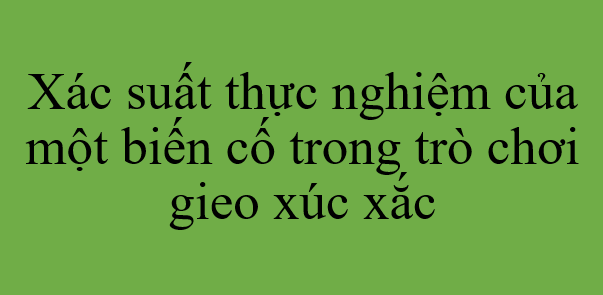 Xác suất thực nghiệm của
một biến cố trong trò chơi
gieo xúc xắc